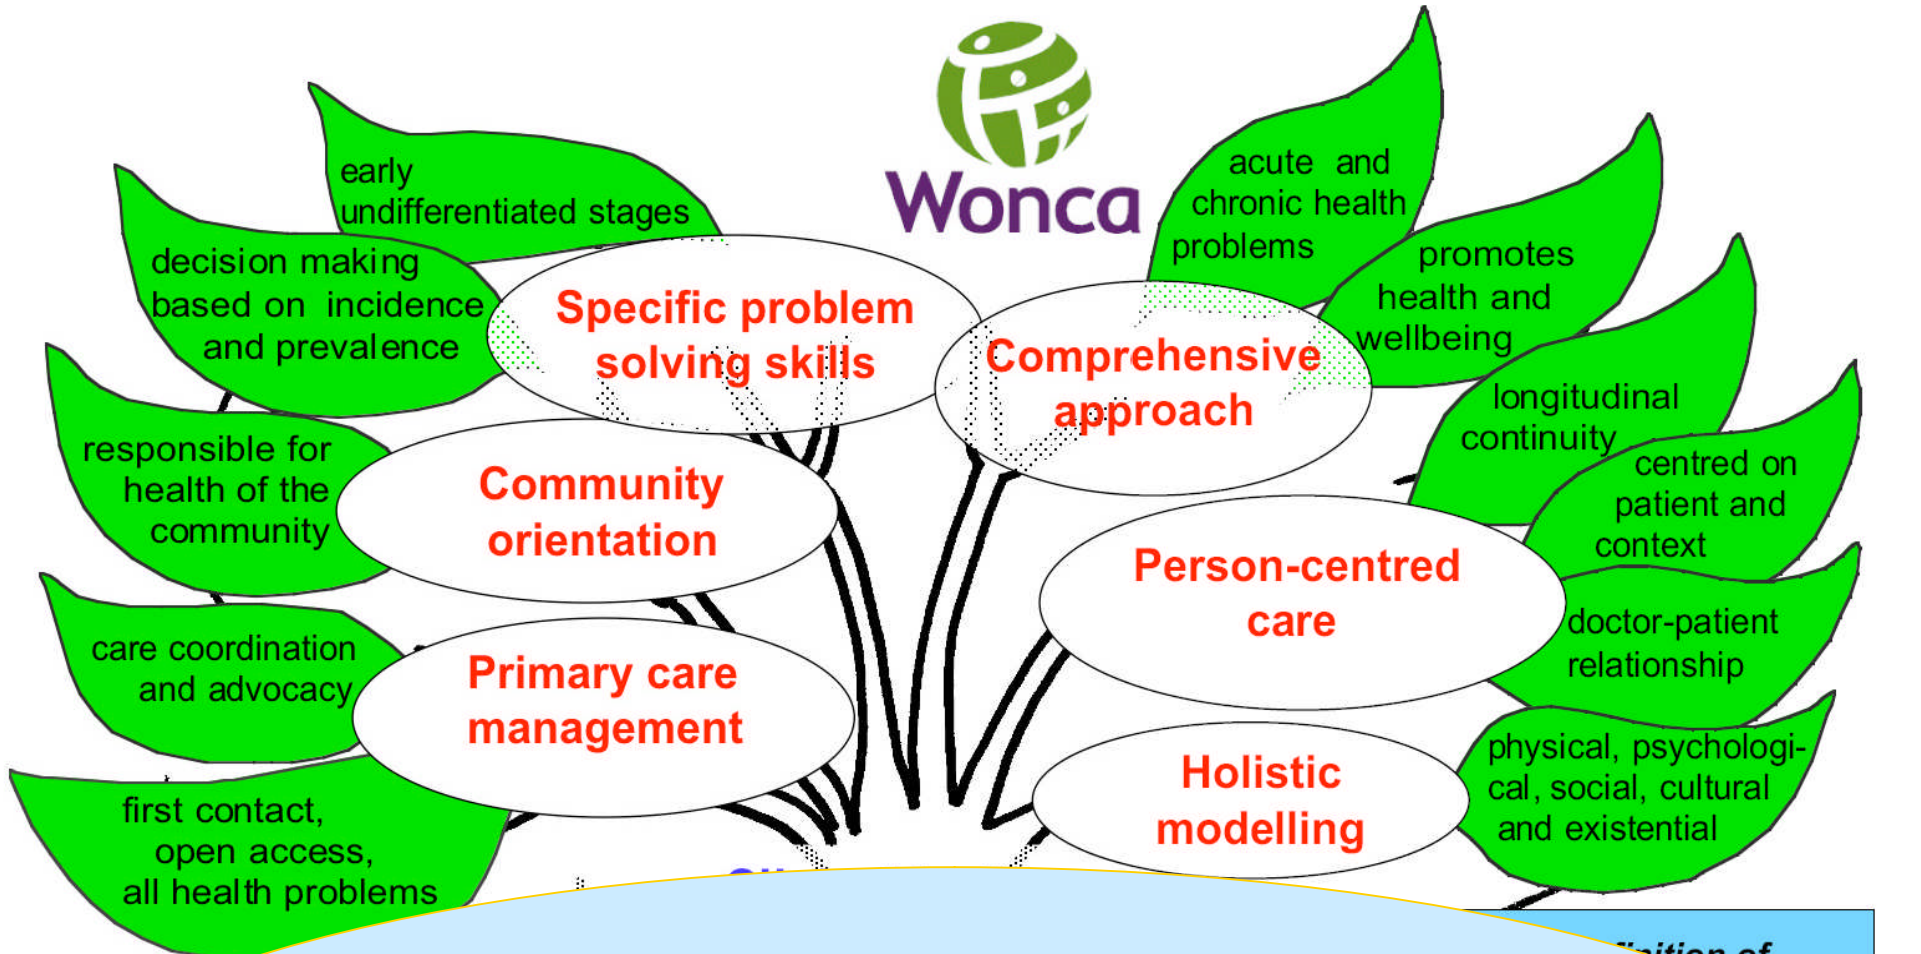 Wonca
early
undifferentiated stages
decision making
based on incidence
and prevalence
responsible for
health of the
community
care coordination
and advocacy
first contact,
open access,
all health problems
Specific problem
solving skills
Community
orientation
Primary care
management
Comprehensive
approach
Person-centred
care
Holistic
modelling
acute and
chronic health
problems
promotes
health and
wellbeing
longitudinal
continuity
centred on
patient and
context
doctor-patient
relationship
physical, psychologi-
cal, social, cultural
and existential
of